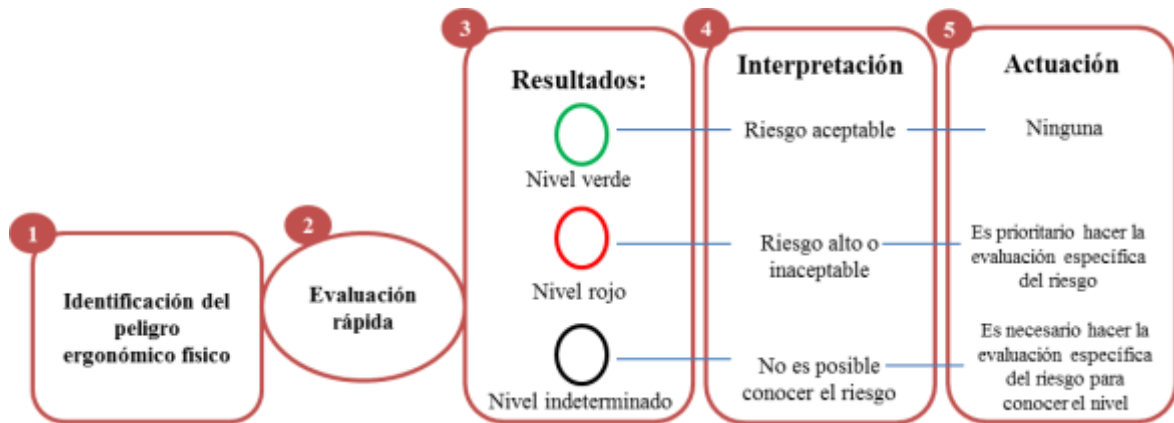 1
Identificación del
peligro
ergonómico físico
2
Evaluación
rápida
3
Resultados:
Nivel verde
Nivel rojo
Nivel indeterminado
4
Interpretación
Riesgo aceptable
Riesgo alto o
inaceptable
No es posible
conocer el riesgo
5
Actuación
Ninguna
Es prioritario hacer la
evaluación específica
del riesgo
Es necesario hacer la
evaluación específica
del riesgo para
conocer el nivel